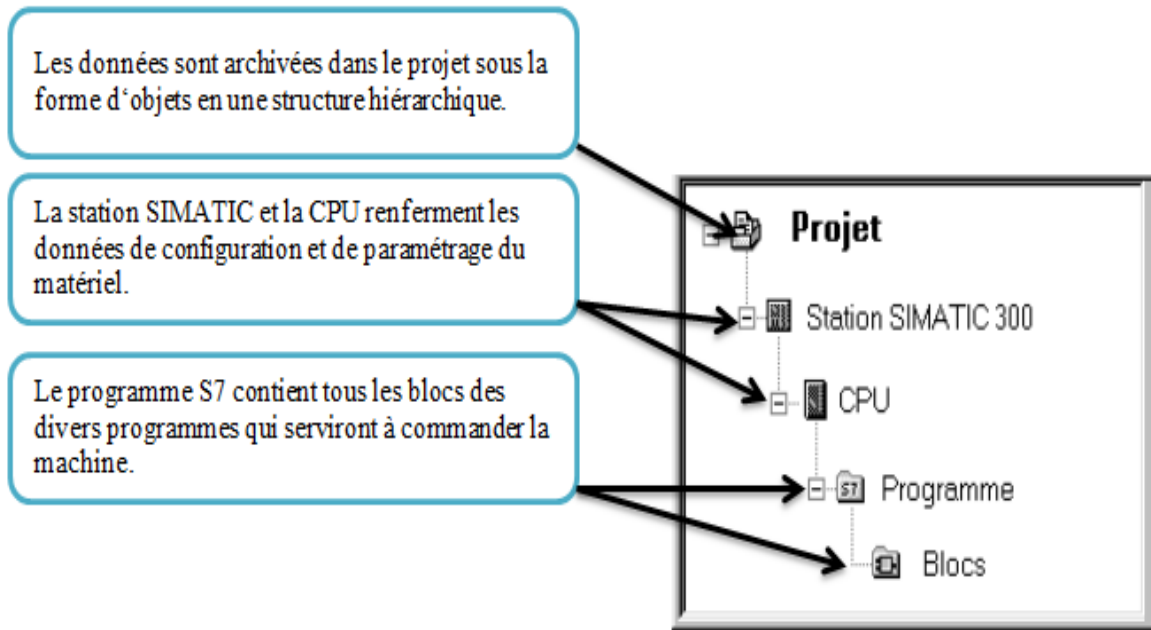 Les données sont archivées dans le projet sous la
forme d‘objets en une structure hiérarchique.
La station SIMATIC et la CPU renferment les
données de configuration et de paramétrage du
matériel.
Le programme S7 contient tous les blocs des
divers programmes qui serviront à commander la
machine.
Projet
Station SIMATIC 300
CPU
S7 Programme
Blocs